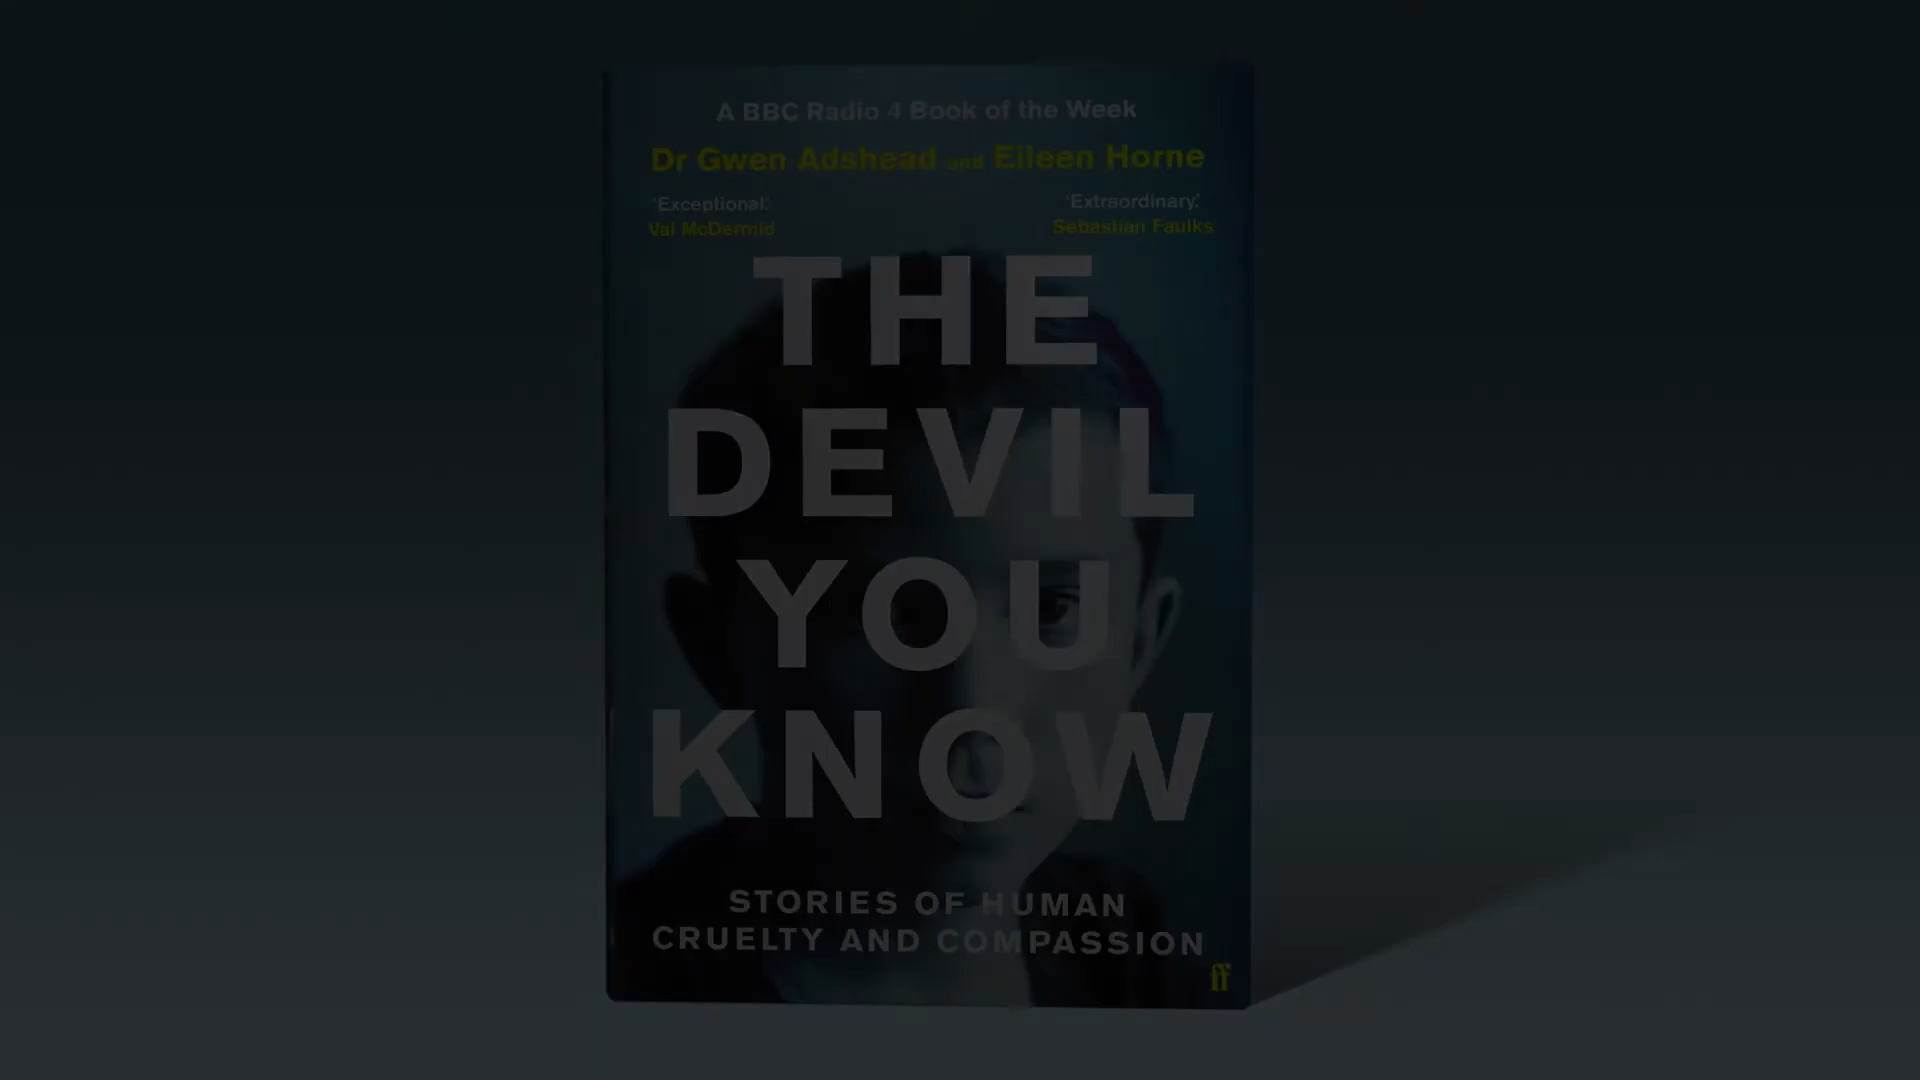 A BBC Radio 4 Book of the Week
Dr Gwen Adshead and Eileen Horne
'Exceptional.'
Val McDermid
'Extraordinary.'
Sebastian Faulks
THE
DEVIL
YOU
KNOW
STORIES OF HUMAN
CRUELTY AND COMPASSION
ff